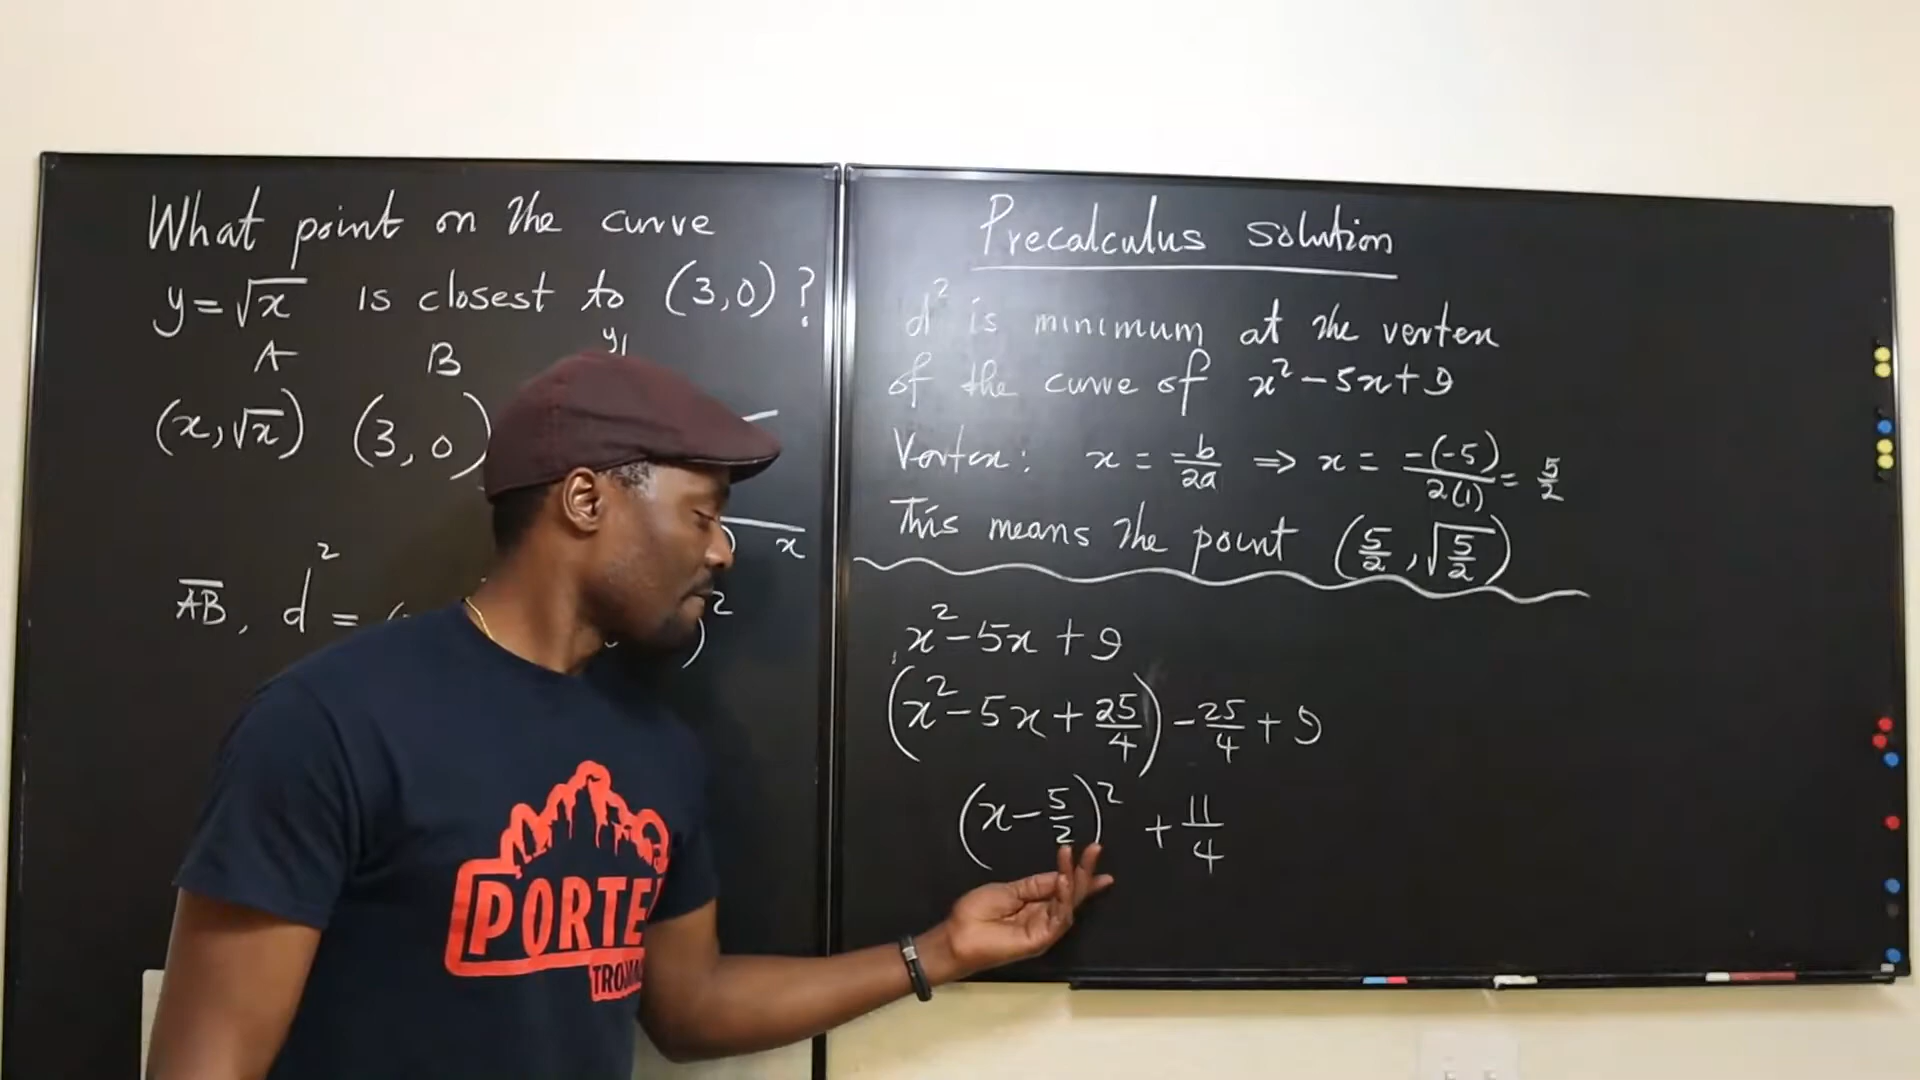 What point on the curve
y = √x is closest to (3,0)?
A B y₁
(x, √x) (3, 0)
x
AB, d² = ( )²
Precalculus solution
d² is minimum at the vertex
of the curve of x² - 5x + 9
Vertex: x = -b/2a ⇒ x = -(-5)/2(1) = 5/2
This means the point (5/2, √5/2)
x² - 5x + 9
(x² - 5x + 25/4) - 25/4 + 9
(x - 5/2)² + 11/4
PORTE
TRO